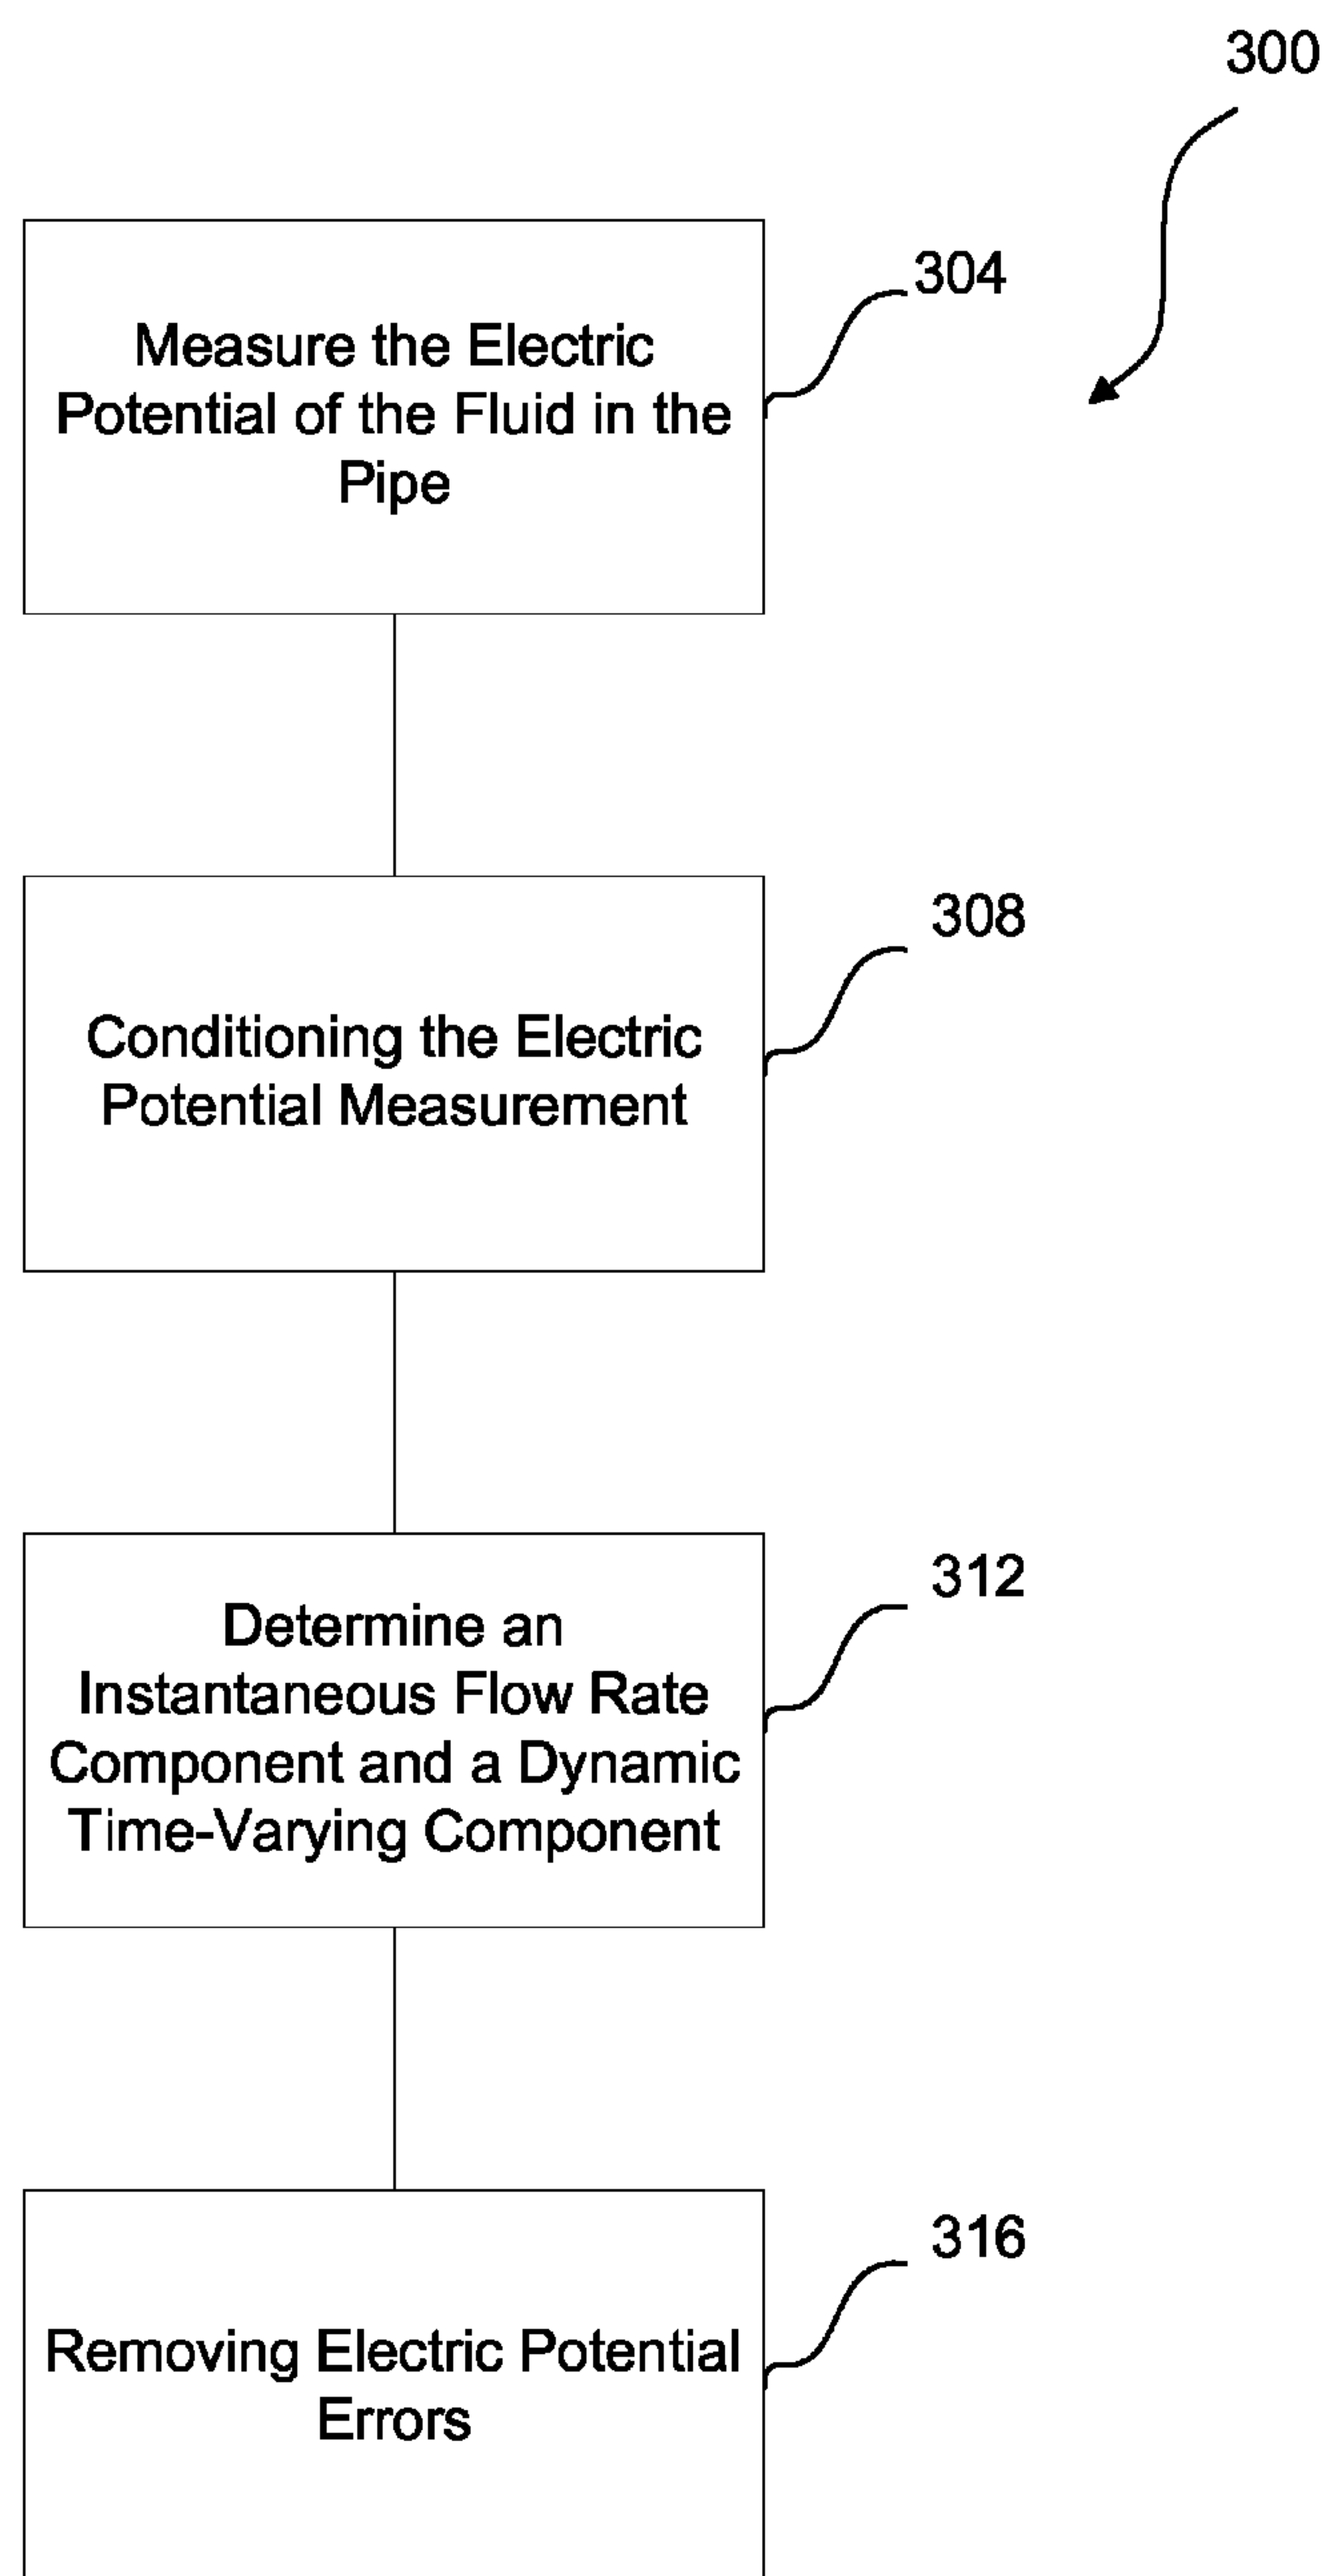 300
304
Measure the Electric
Potential of the Fluid in the
Pipe
308
Conditioning the Electric
Potential Measurement
312
Determine an
Instantaneous Flow Rate
Component and a Dynamic
Time-Varying Component
316
Removing Electric Potential
Errors